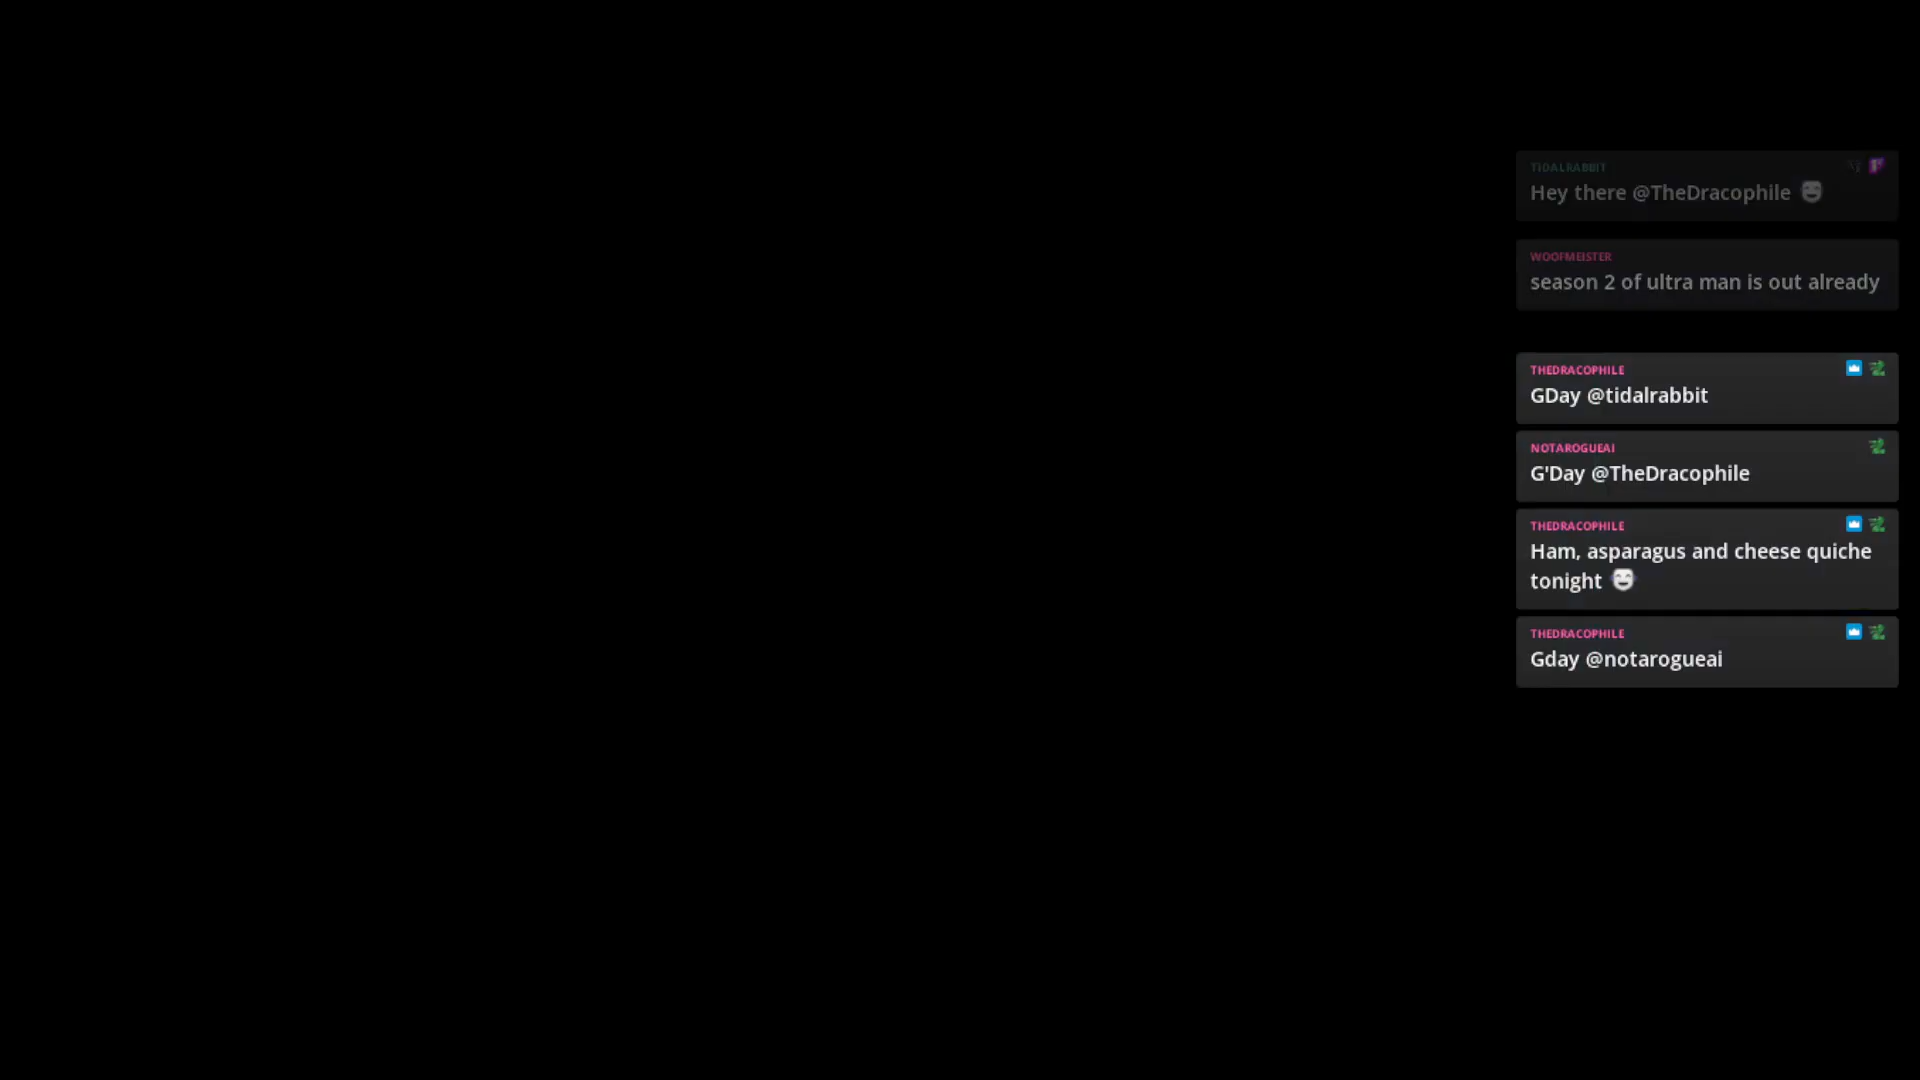 TIDALRABBIT
Hey there @TheDracophile
WOOFMEISTER
season 2 of ultra man is out already
THEDRACOPHILE
GDay @tidalrabbit
NOTAROGUEAI
G'Day @TheDracophile
THEDRACOPHILE
Ham, asparagus and cheese quiche
tonight
THEDRACOPHILE
Gday @notarogueai